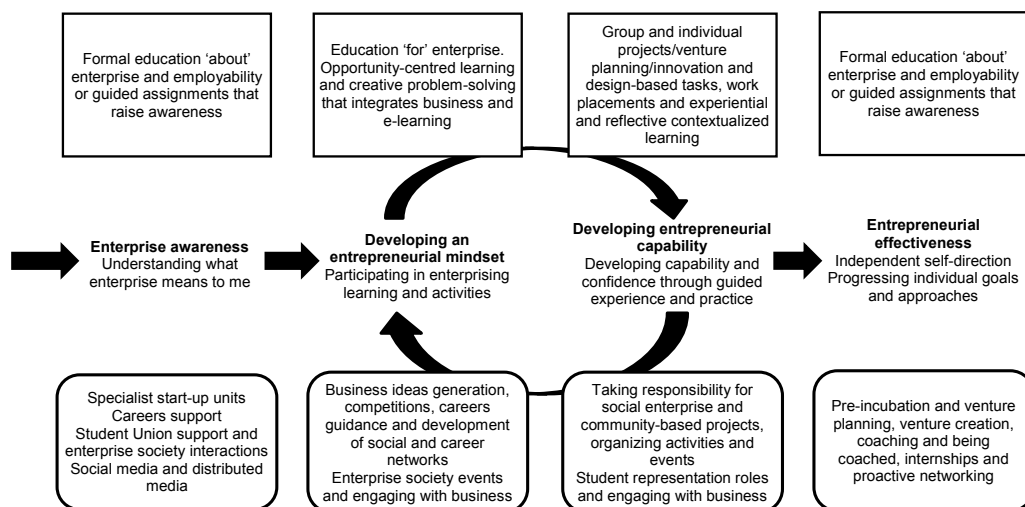 Formal education ‘about’
enterprise and employability
or guided assignments that
raise awareness
Education ‘for’ enterprise.
Opportunity-centred learning
and creative problem-solving
that integrates business and
e-learning
Group and individual
projects/venture
planning/innovation and
design-based tasks, work
placements and experiential
and reflective contextualized
learning
Formal education ‘about’
enterprise and employability
or guided assignments that
raise awareness
Enterprise awareness
Understanding what
enterprise means to me
Developing an
entrepreneurial mindset
Participating in enterprising
learning and activities
Developing entrepreneurial
capability
Developing capability and
confidence through guided
experience and practice
Entrepreneurial
effectiveness
Independent self-direction
Progressing individual goals
and approaches
Specialist start-up units
Careers support
Student Union support and
enterprise society interactions
Social media and distributed
media
Business ideas generation,
competitions, careers
guidance and development
of social and career
networks
Enterprise society events
and engaging with business
Taking responsibility for
social enterprise and
community-based projects,
organizing activities and
events
Student representation roles
and engaging with business
Pre-incubation and venture
planning, venture creation,
coaching and being
coached, internships and
proactive networking